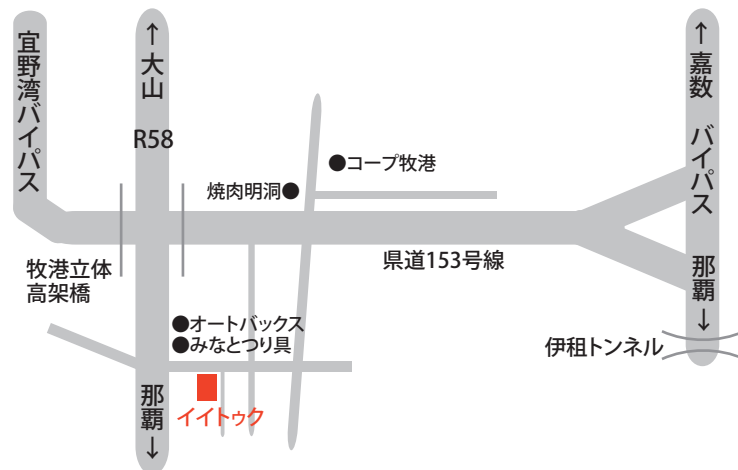 宜野湾バイパス
↑大山
R58
↑嘉数 バイパス 那覇↓
●コープ牧港
焼肉明洞●
県道153号線
牧港立体
高架橋
●オートバックス
●みなとつり具
伊祖トンネル
イイトゥク
那覇↓